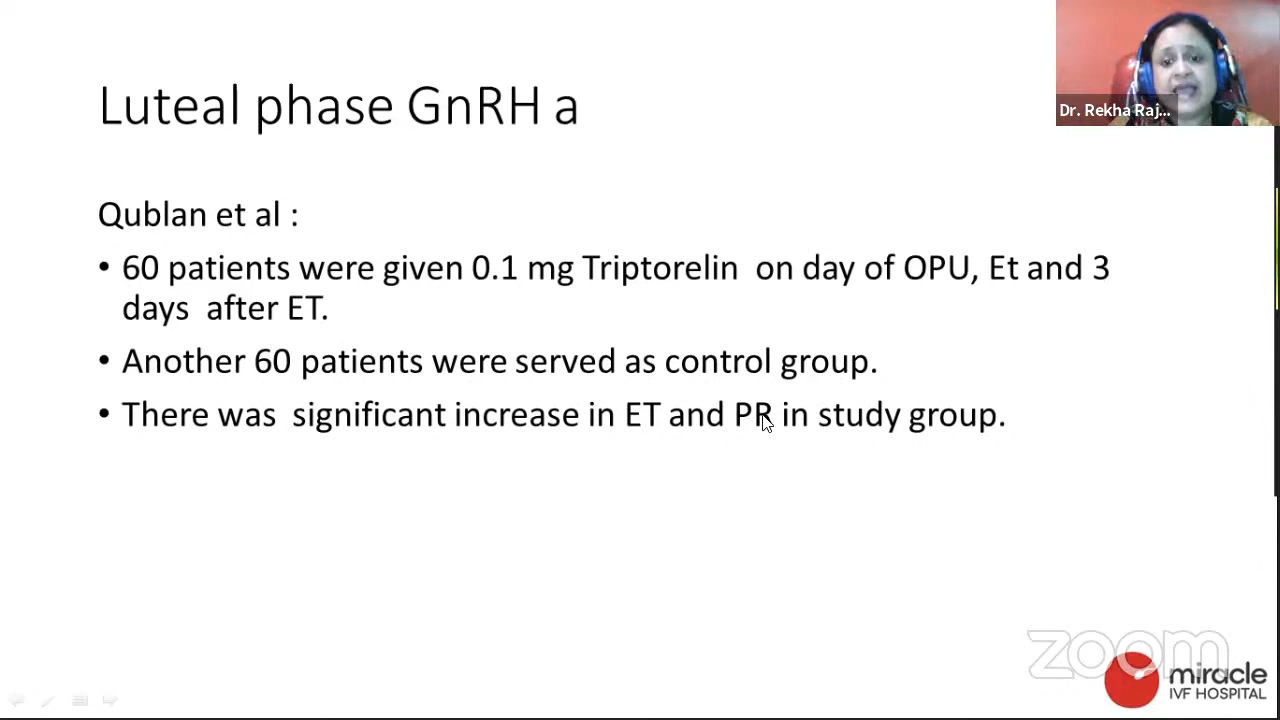 Luteal phase GnRH a
Dr. Rekha Raj...
Qublan et al :
• 60 patients were given 0.1 mg Triptorelin on day of OPU, Et and 3
days after ET.
• Another 60 patients were served as control group.
• There was significant increase in ET and PR in study group.
zoom
miracle
IVF HOSPITAL